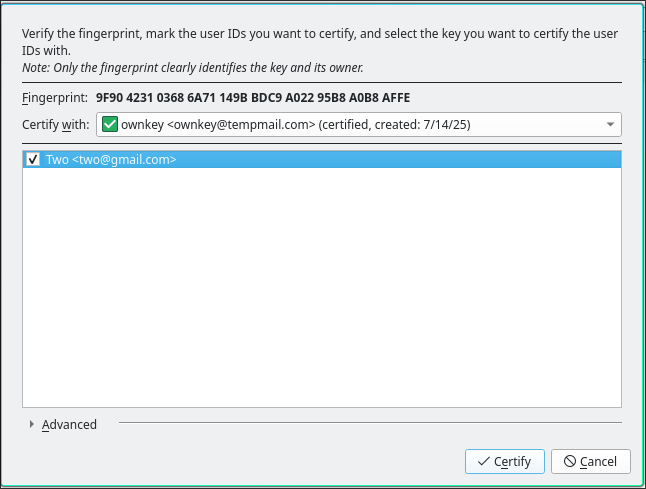 Verify the fingerprint, mark the user IDs you want to certify, and select the key you want to certify the user
IDs with.
Note: Only the fingerprint clearly identifies the key and its owner.
Fingerprint: 9F90 4231 0368 6A71 149B BDC9 A022 95B8 A0B8 AFFE
Certify with: ownkey <ownkey@tempmail.com> (certified, created: 7/14/25)
Two <two@gmail.com>
Advanced
Certify
Cancel